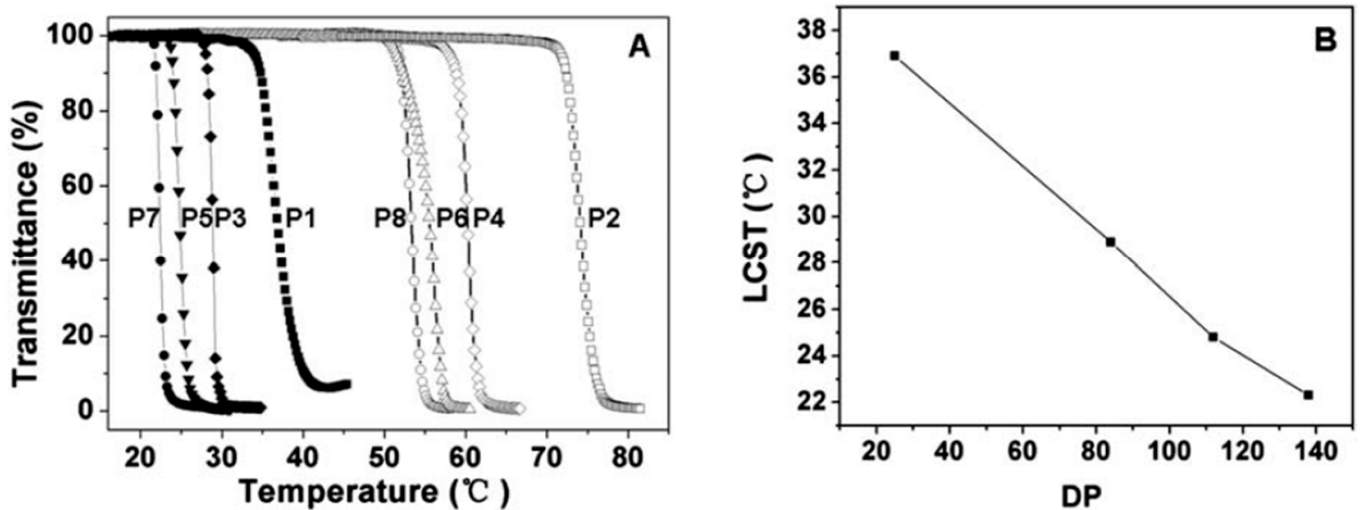 A
100
80
60
40
20
0
Transmittance (%)
P7 P5 P3 P1 P8 P6 P4 P2
20 30 40 50 60 70 80
Temperature (℃)
B
38
36
34
32
30
28
26
24
22
LCST (℃)
20 40 60 80 100 120 140
DP